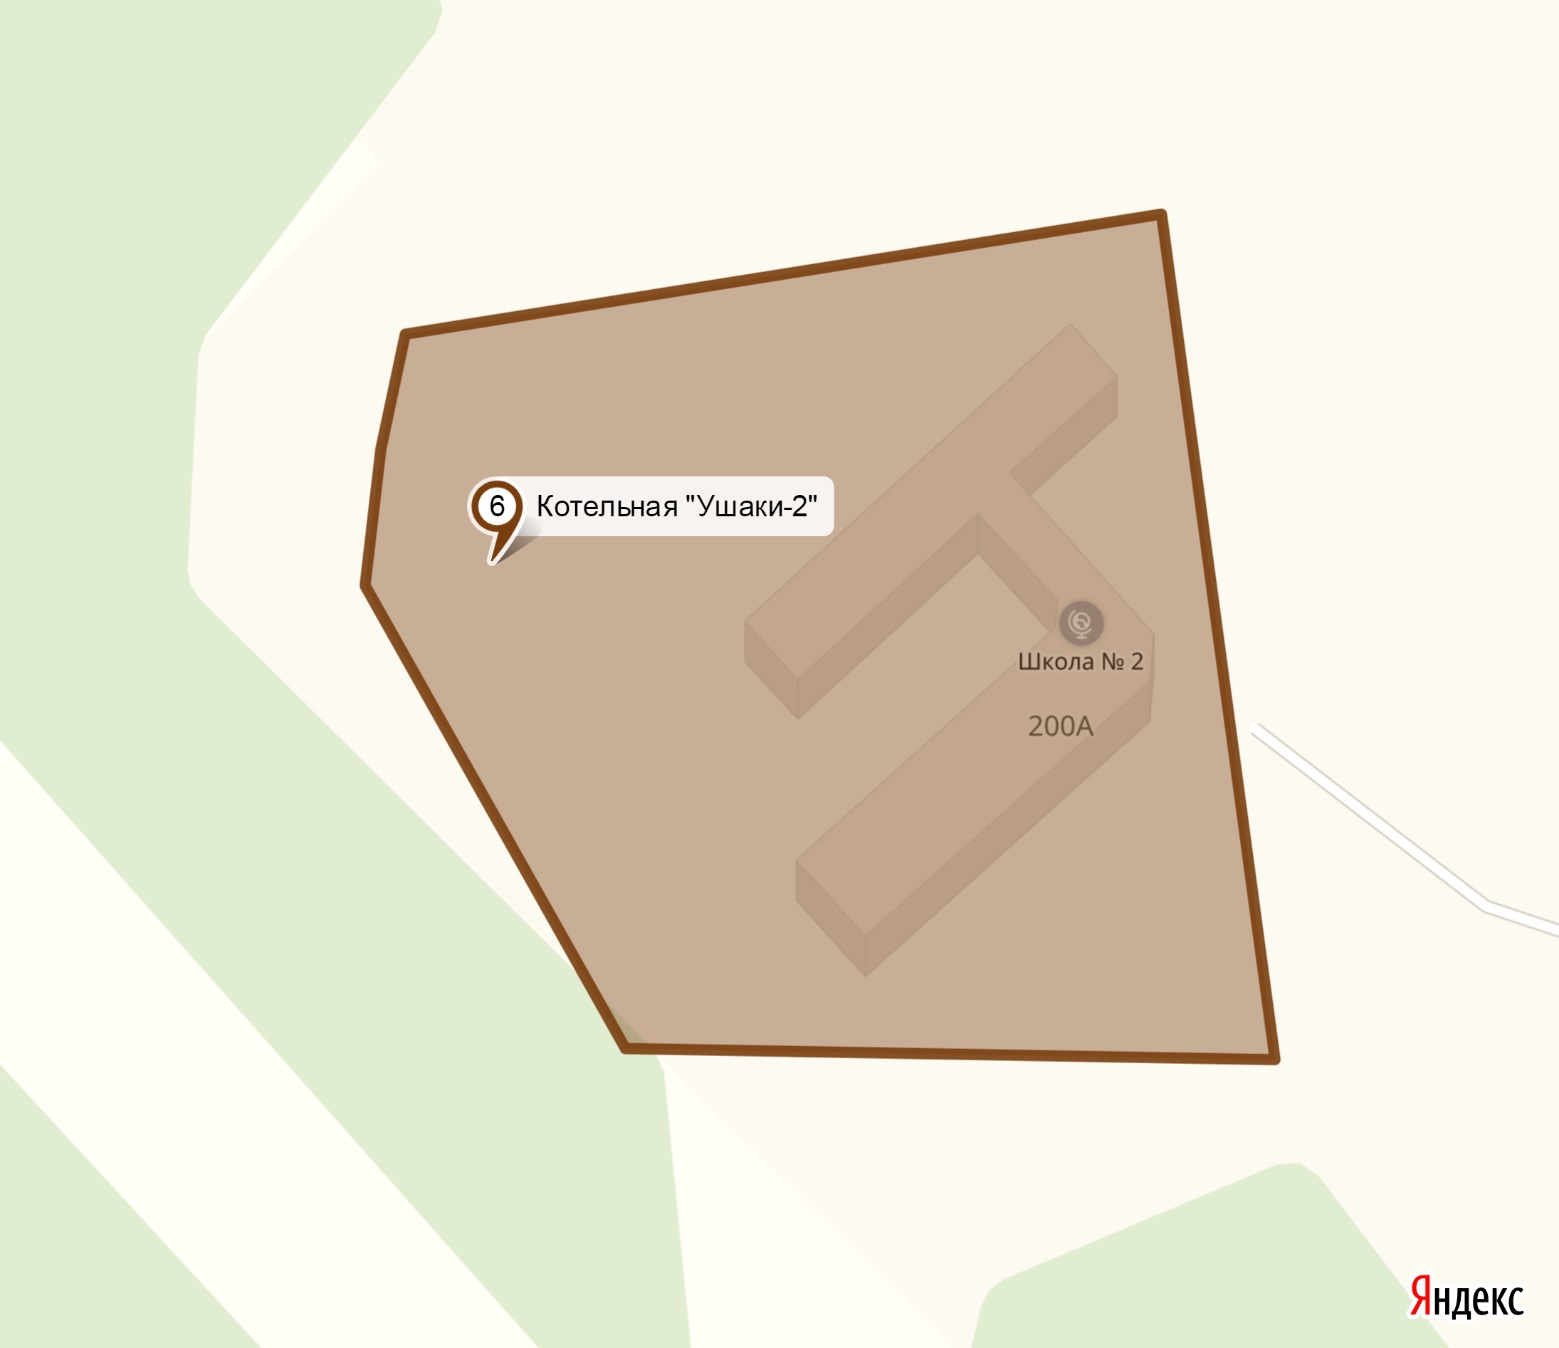 6
Котельная "Ушаки-2"
Школа № 2
200А
Яндекс